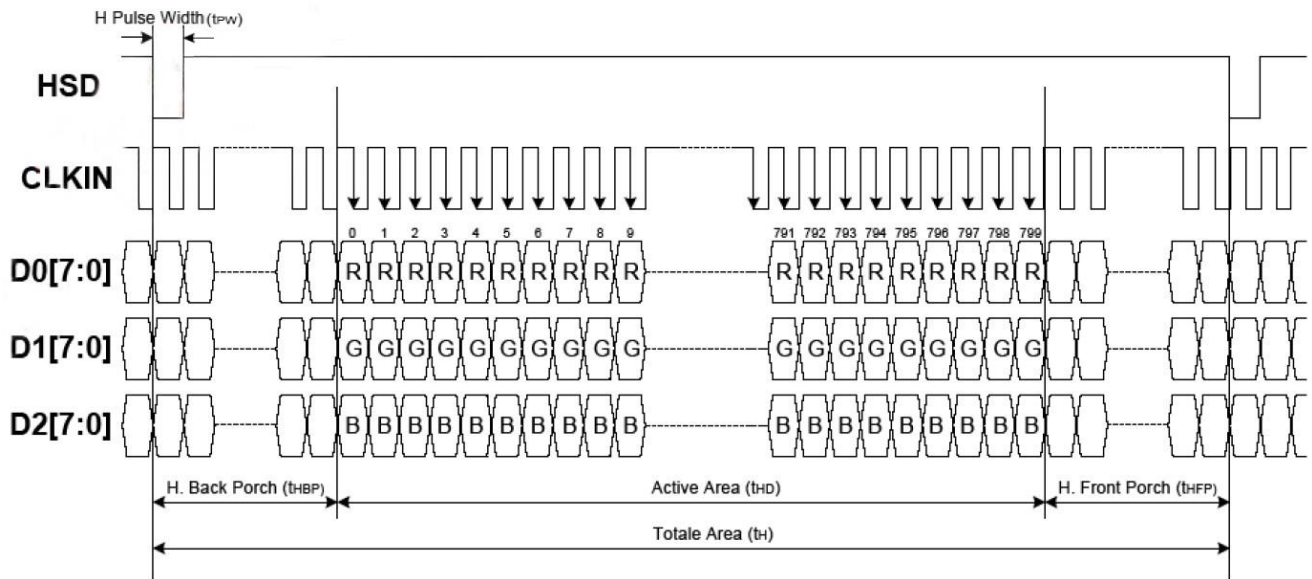 H Pulse Width(tPW)
HSD
CLKIN
0 1 2 3 4 5 6 7 8 9 791 792 793 794 795 796 797 798 799
D0[7:0] R R R R R R R R R R R R R R R R R R R
D1[7:0] G G G G G G G G G G G G G G G G G G G
D2[7:0] B B B B B B B B B B B B B B B B B B B
H. Back Porch (tHBP) Active Area (tHD) H. Front Porch (tHFP)
Totale Area (tH)